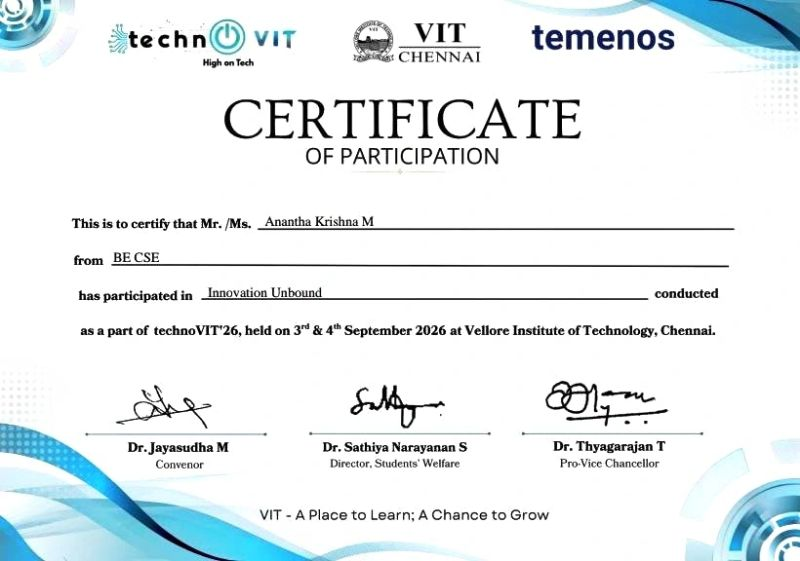 techno VIT
High on Tech
VIT
CHENNAI
temenos
CERTIFICATE
OF PARTICIPATION
This is to certify that Mr. /Ms. Anantha Krishna M
from BE CSE
has participated in Innovation Unbound conducted
as a part of technoVIT'26, held on 3rd & 4th September 2026 at Vellore Institute of Technology, Chennai.
Dr. Jayasudha M
Convenor
Dr. Sathiya Narayanan S
Director, Students' Welfare
Dr. Thyagarajan T
Pro-Vice Chancellor
VIT - A Place to Learn; A Chance to Grow